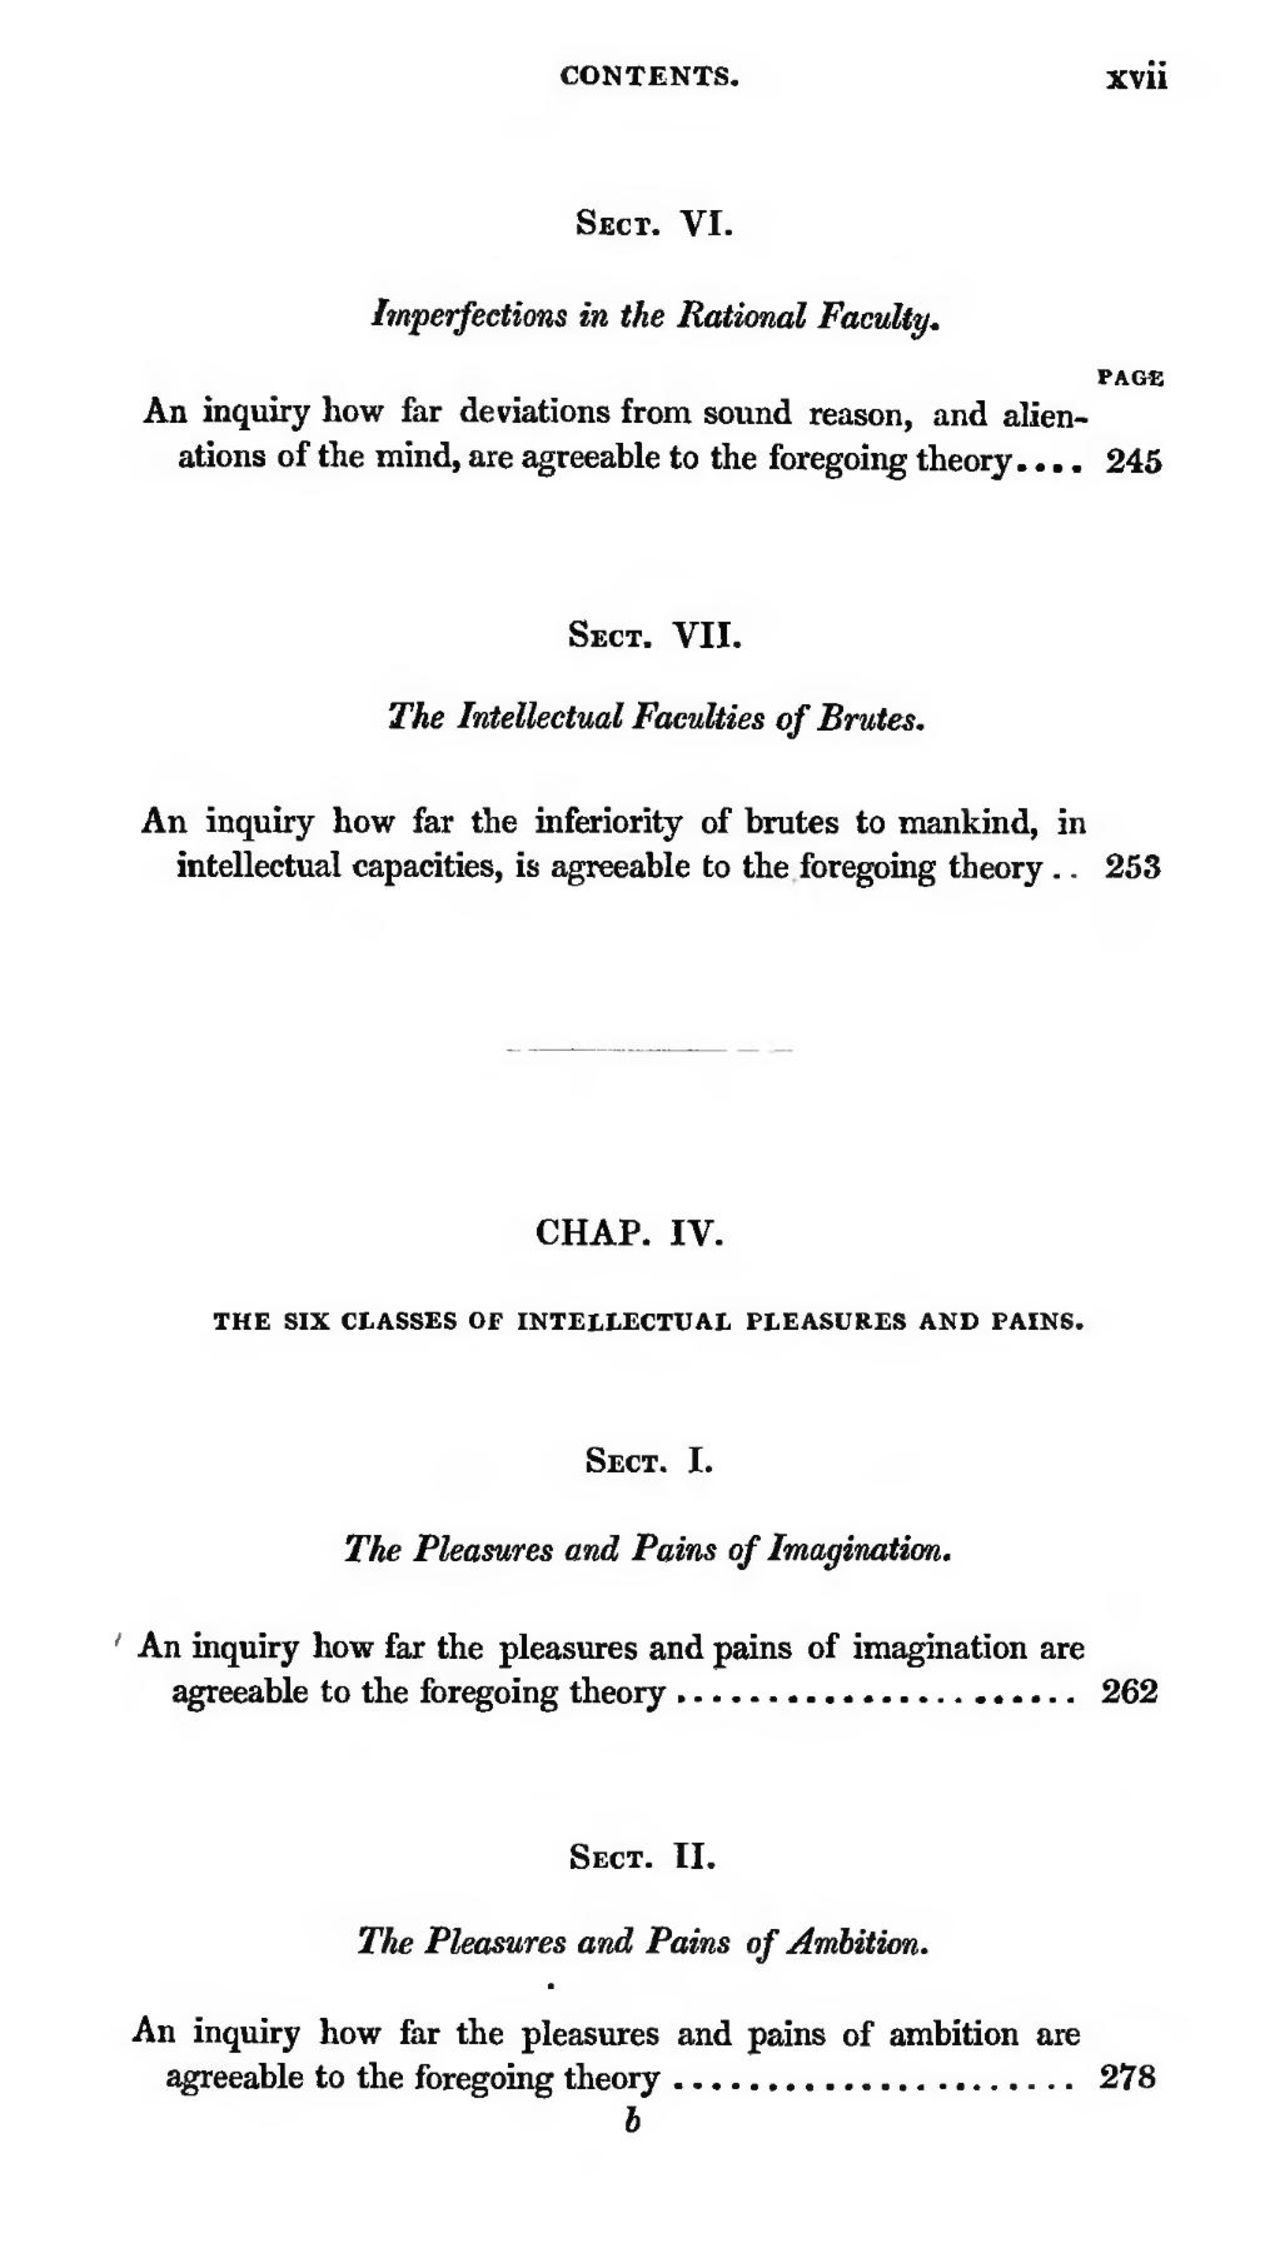 CONTENTS. xvii
SECT. VI.
Imperfections in the Rational Faculty.
PAGE
An inquiry how far deviations from sound reason, and alien-
ations of the mind, are agreeable to the foregoing theory.... 245
SECT. VII.
The Intellectual Faculties of Brutes.
An inquiry how far the inferiority of brutes to mankind, in
intellectual capacities, is agreeable to the foregoing theory .. 253
CHAP. IV.
THE SIX CLASSES OF INTELLECTUAL PLEASURES AND PAINS.
SECT. I.
The Pleasures and Pains of Imagination.
An inquiry how far the pleasures and pains of imagination are
agreeable to the foregoing theory ...................... 262
SECT. II.
The Pleasures and Pains of Ambition.
An inquiry how far the pleasures and pains of ambition are
agreeable to the foregoing theory ...................... 278
b